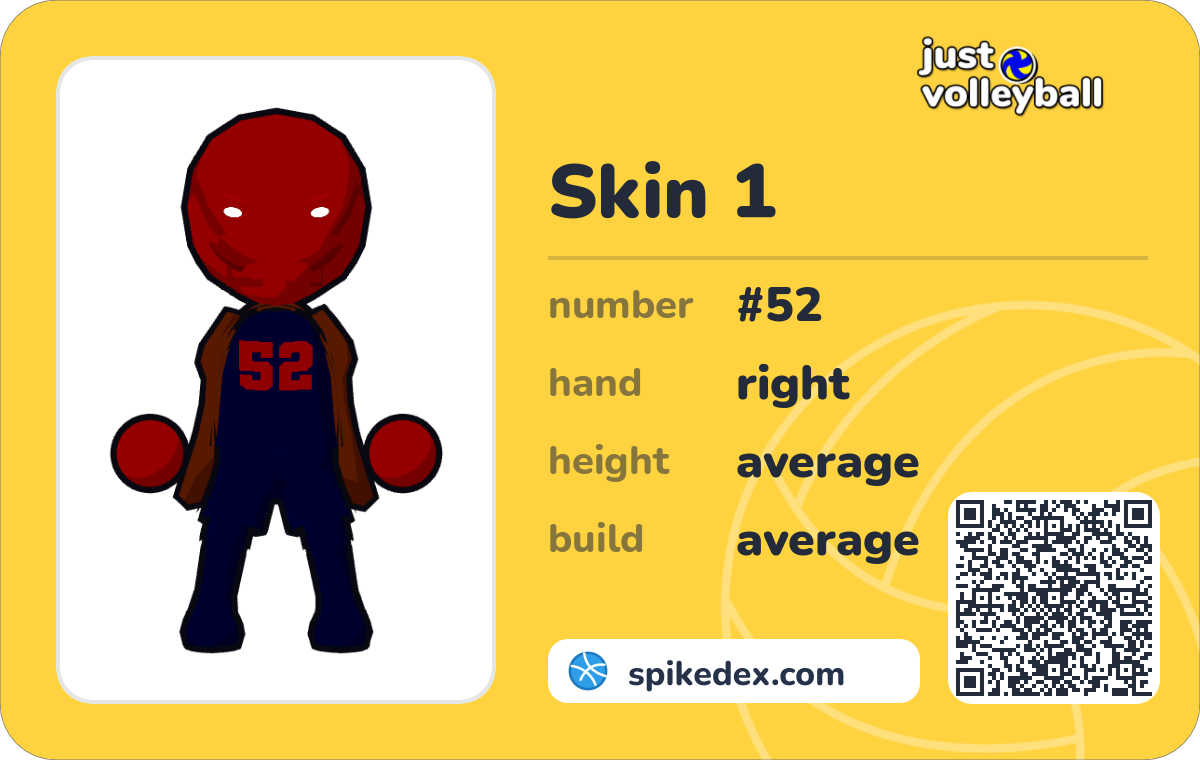 just
volleyball
Skin 1
number #52
hand right
height average
build average
52
spikedex.com